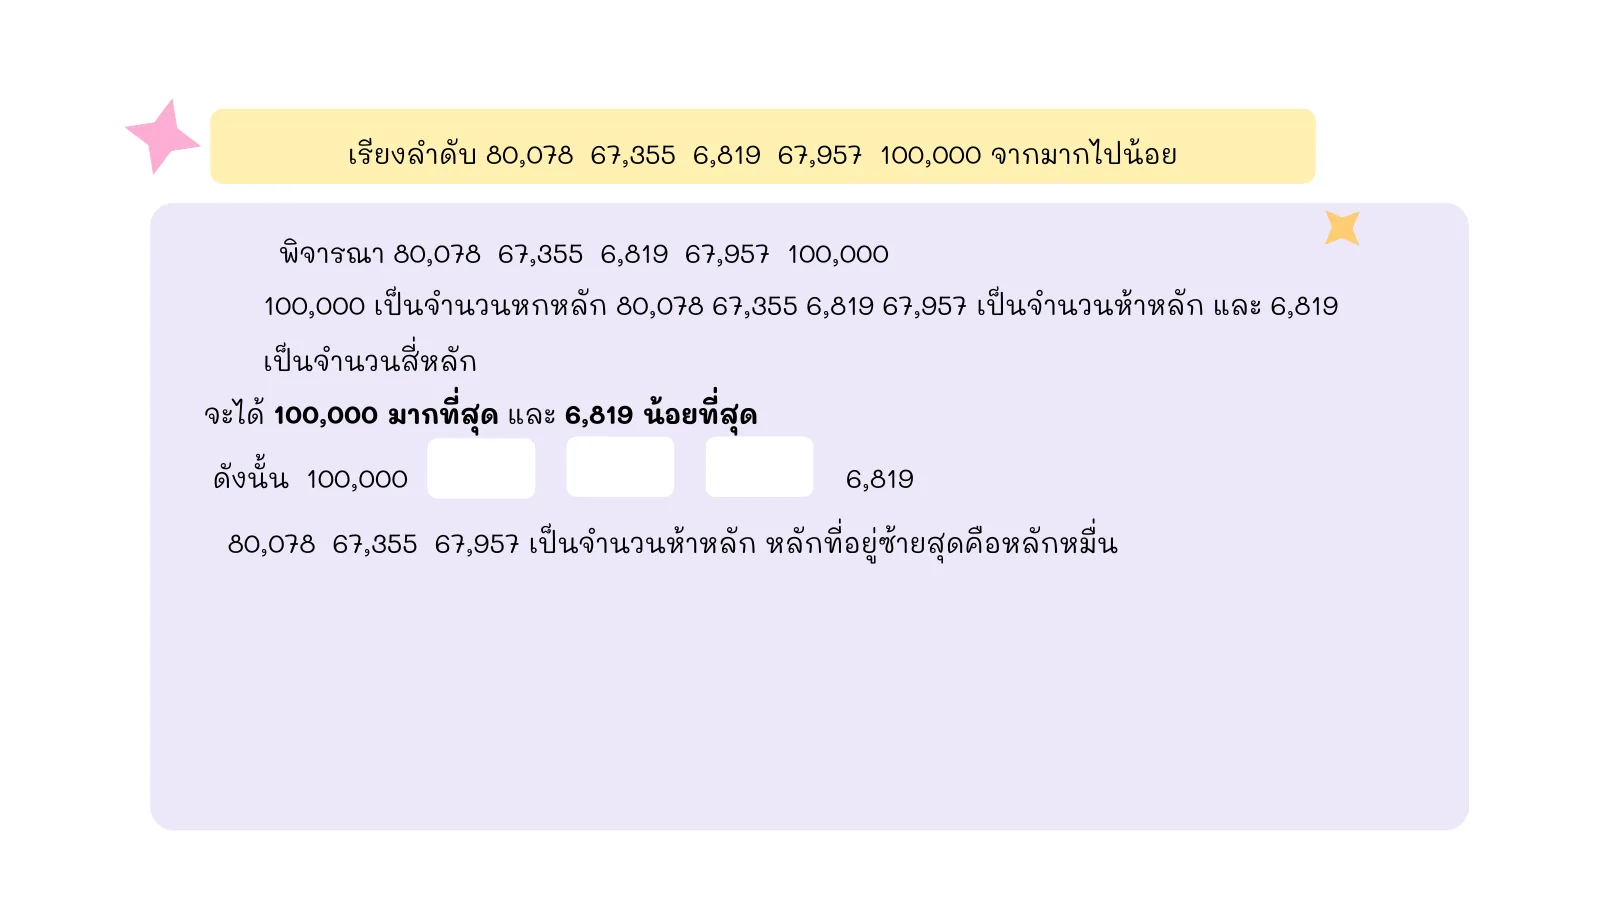 เรียงลำดับ 80,078 67,355 6,819 67,957 100,000 จากมากไปน้อย
พิจารณา 80,078 67,355 6,819 67,957 100,000
100,000 เป็นจำนวนหกหลัก 80,078 67,355 6,819 67,957 เป็นจำนวนห้าหลัก และ 6,819
เป็นจำนวนสี่หลัก
จะได้ 100,000 มากที่สุด และ 6,819 น้อยที่สุด
ดังนั้น 100,000 6,819
80,078 67,355 67,957 เป็นจำนวนห้าหลัก หลักที่อยู่ซ้ายสุดคือหลักหมื่น